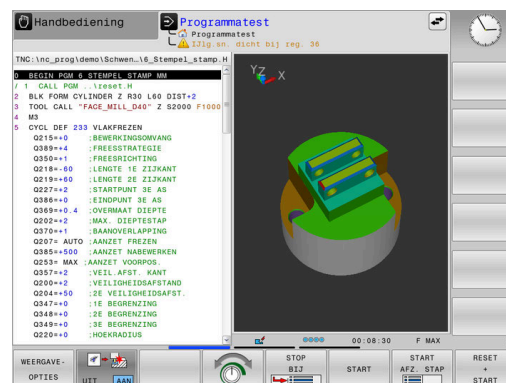 Handbediening
Programmatest
Programmatest
IJlg.sn. dicht bij reg. 36
TNC:\nc_prog\demo\Schwen…\6_Stempel_stamp.H
0 BEGIN PGM 6_STEMPEL_STAMP MM
/ 1 CALL PGM ..\reset.H
2 BLK FORM CYLINDER Z R30 L60 DIST+2
3 TOOL CALL "FACE_MILL_D40" Z S2000 F1000
4 M3
5 CYCL DEF 233 VLAKFREZEN
Q215=+0 ;BEWERKINGSOMVANG
Q389=+4 ;FREESSTRATEGIE
Q350=+1 ;FREESRICHTING
Q218=-60 ;LENGTE 1E ZIJKANT
Q219=+60 ;LENGTE 2E ZIJKANT
Q227=+2 ;STARTPUNT 3E AS
Q386=+0 ;EINDPUNT 3E AS
Q369=+0.4 ;OVERMAAT DIEPTE
Q202=+2 ;MAX. DIEPTESTAP
Q370=+1 ;BAANOVERLAPPING
Q207= AUTO ;AANZET FREZEN
Q385=+500 ;AANZET NABEWERKEN
Q253= MAX ;AANZET VOORPOS.
Q357=+2 ;VEIL.AFST. KANT
Q200=+2 ;VEILIGHEIDSAFSTAND
Q204=+50 ;2E VEILIGHEIDSAFST.
Q347=+0 ;1E BEGRENZING
Q348=+0 ;2E BEGRENZING
Q349=+0 ;3E BEGRENZING
Q220=+0 ;HOEKRADIUS
Y Z X
00:08:30 F MAX
WEERGAVE-
OPTIES
UIT AAN
STOP
BIJ
START
START
AFZ. STAP
RESET
+
START